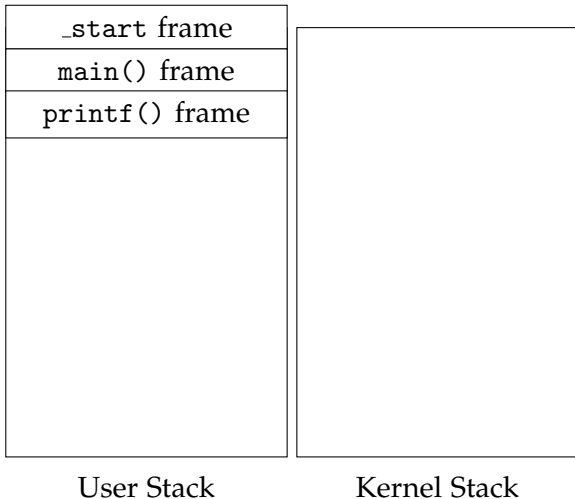 _start frame
main() frame
printf() frame
User Stack
Kernel Stack